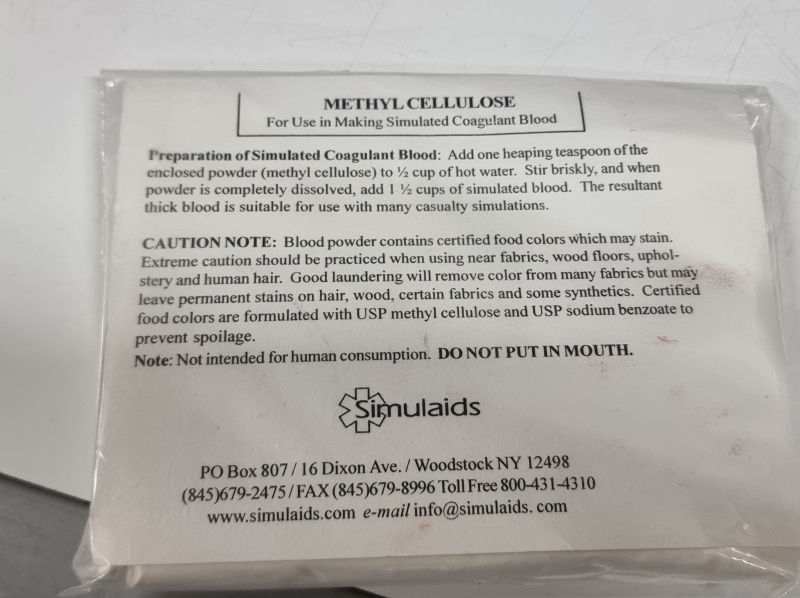 METHYL CELLULOSE
For Use in Making Simulated Coagulant Blood
Preparation of Simulated Coagulant Blood: Add one heaping teaspoon of the
enclosed powder (methyl cellulose) to ½ cup of hot water. Stir briskly, and when
powder is completely dissolved, add 1 ½ cups of simulated blood. The resultant
thick blood is suitable for use with many casualty simulations.
CAUTION NOTE: Blood powder contains certified food colors which may stain.
Extreme caution should be practiced when using near fabrics, wood floors, uphol-
stery and human hair. Good laundering will remove color from many fabrics but may
leave permanent stains on hair, wood, certain fabrics and some synthetics. Certified
food colors are formulated with USP methyl cellulose and USP sodium benzoate to
prevent spoilage.
Note: Not intended for human consumption. DO NOT PUT IN MOUTH.
Simulaids
PO Box 807 / 16 Dixon Ave. / Woodstock NY 12498
(845)679-2475 / FAX (845)679-8996 Toll Free 800-431-4310
www.simulaids.com e-mail info@simulaids. com